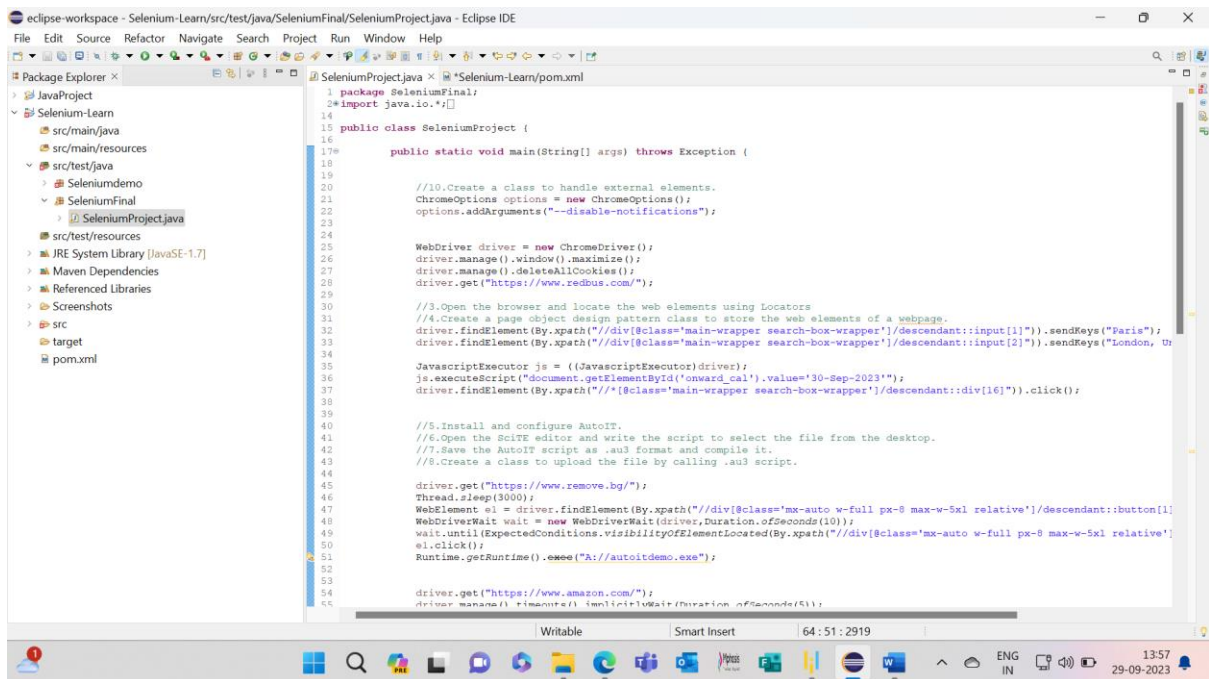 eclipse-workspace - Selenium-Learn/src/test/java/SeleniumFinal/SeleniumProject.java - Eclipse IDE
File Edit Source Refactor Navigate Search Project Run Window Help
Package Explorer ×
JavaProject
Selenium-Learn
src/main/java
src/main/resources
src/test/java
Seleniumdemo
SeleniumFinal
SeleniumProject.java
src/test/resources
JRE System Library [JavaSE-1.7]
Maven Dependencies
Referenced Libraries
Screenshots
src
target
pom.xml
SeleniumProject.java × *Selenium-Learn/pom.xml
1 package SeleniumFinal;
2 import java.io.*;
14
15 public class SeleniumProject {
16
17 public static void main(String[] args) throws Exception {
18
19
20 //10.Create a class to handle external elements.
21 ChromeOptions options = new ChromeOptions();
22 options.addArguments("--disable-notifications");
23
24
25 WebDriver driver = new ChromeDriver();
26 driver.manage().window().maximize();
27 driver.manage().deleteAllCookies();
28 driver.get("https://www.redbus.com/");
29
30 //3.Open the browser and locate the web elements using Locators
31 //4.Create a page object design pattern class to store the web elements of a webpage.
32 driver.findElement(By.xpath("//div[@class='main-wrapper search-box-wrapper']/descendant::input[1]")).sendKeys("Paris");
33 driver.findElement(By.xpath("//div[@class='main-wrapper search-box-wrapper']/descendant::input[2]")).sendKeys("London, Un
34
35 JavascriptExecutor js = ((JavascriptExecutor)driver);
36 js.executeScript("document.getElementById('onward_cal').value='30-Sep-2023'");
37 driver.findElement(By.xpath("//*[@class='main-wrapper search-box-wrapper']/descendant::div[16]")).click();
38
39
40 //5.Install and configure AutoIT.
41 //6.Open the SciTE editor and write the script to select the file from the desktop.
42 //7.Save the AutoIT script as .au3 format and compile it.
43 //8.Create a class to upload the file by calling .au3 script.
44
45 driver.get("https://www.remove.bg/");
46 Thread.sleep(3000);
47 WebElement el = driver.findElement(By.xpath("//div[@class='mx-auto w-full px-8 max-w-5xl relative']/descendant::button[1]
48 WebDriverWait wait = new WebDriverWait(driver,Duration.ofSeconds(10));
49 wait.until(ExpectedConditions.visibilityOfElementLocated(By.xpath("//div[@class='mx-auto w-full px-8 max-w-5xl relative']
50 el.click();
51 Runtime.getRuntime().exec("A://autoitdemo.exe");
52
53
54 driver.get("https://www.amazon.com/");
55 driver.manage().timeouts().implicitlyWait(Duration.ofSeconds(5));
Writable Smart Insert 64 : 51 : 2919
1
PRE
ENG
IN
13:57
29-09-2023